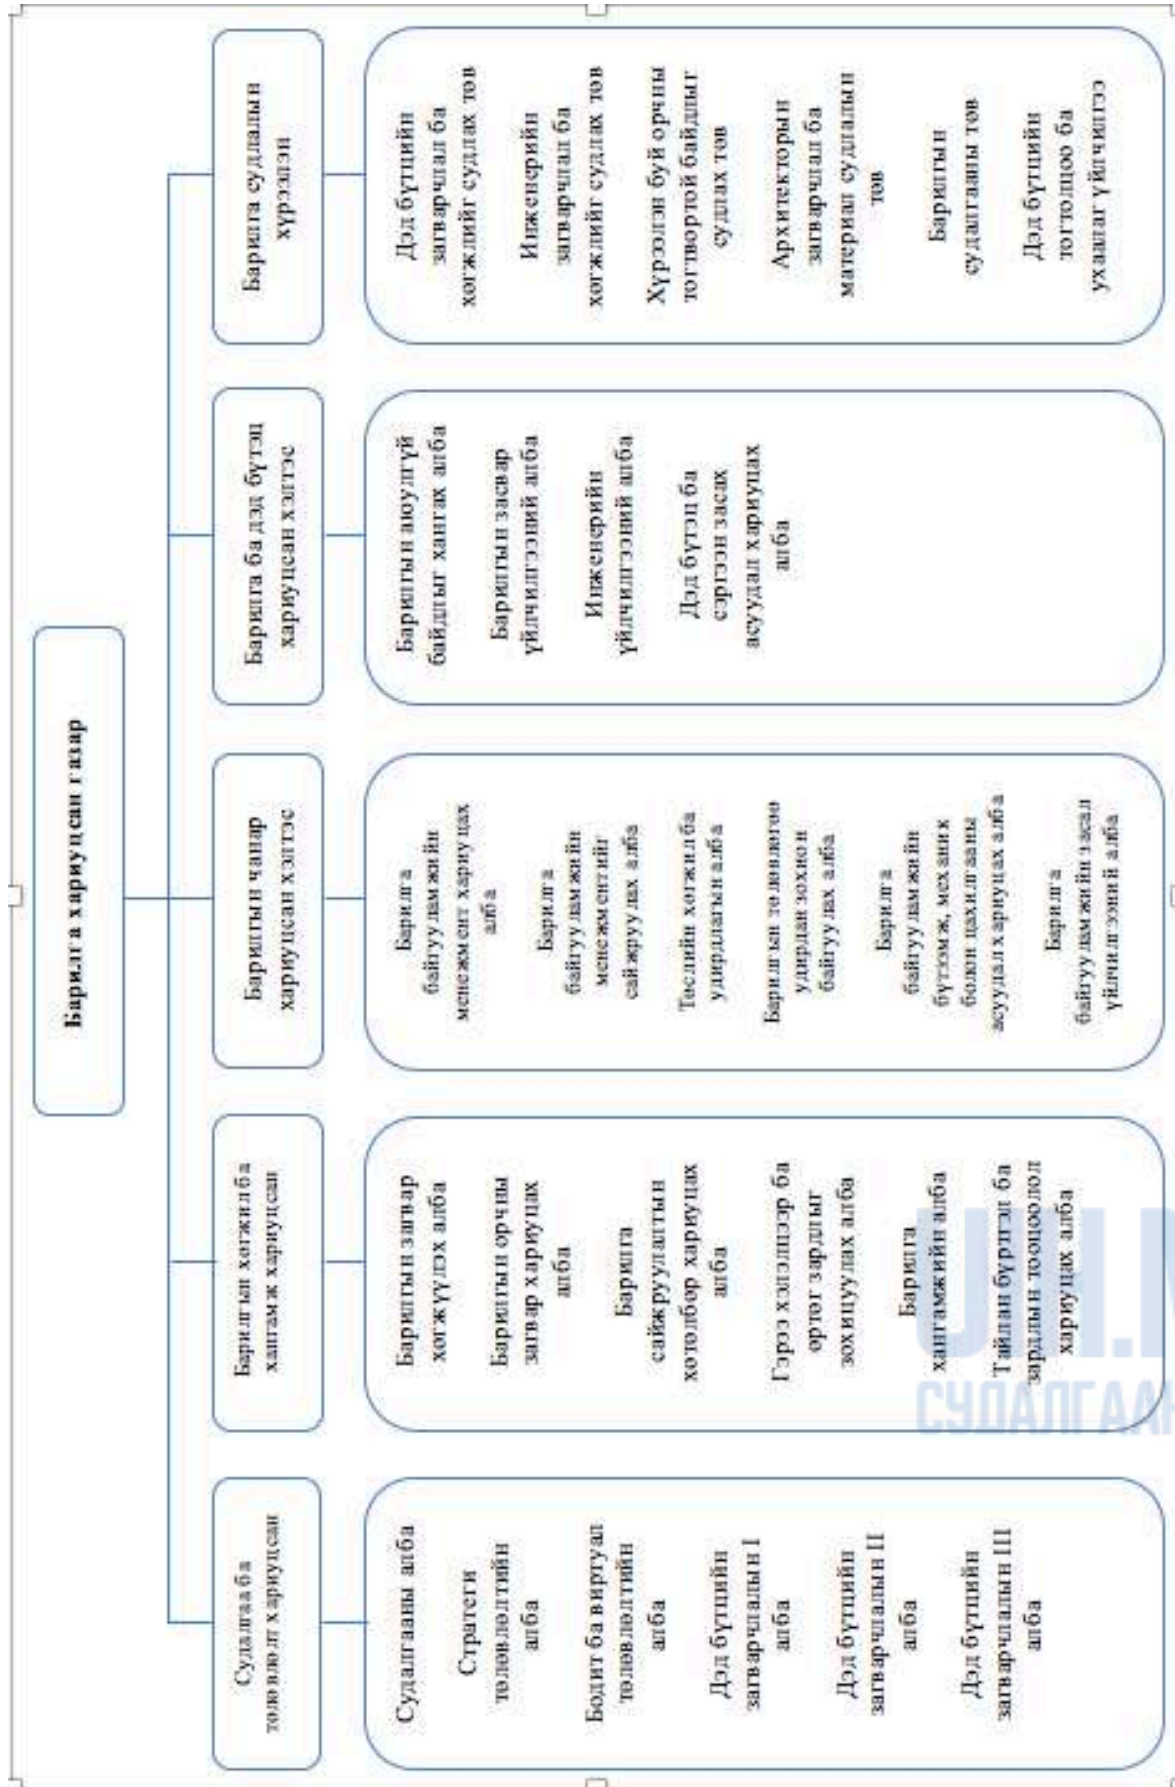 Барилга хариуцсан газар
Судалгаа ба
төлөвлөлт хариуцсан
Судалгааны алба
Стратеги
төлөвлөлтийн
алба
Бодит ба виртуал
төлөвлөлтийн
алба
Дэд бүтцийн
загварчлалын I
алба
Дэд бүтцийн
загварчлалын II
алба
Дэд бүтцийн
загварчлалын III
алба
Барилгын хөгжил ба
хангамж хариуцсан
Барилгын загвар
хөгжүүлэх алба
Барилгын орчны
загвар хариуцах
алба
Барилга
сайжруулалтын
хөтөлбөр хариуцах
алба
Гэрээ хэлэлцээр ба
өртөг зардлыг
зохицуулах алба
Барилга
хангамжийн алба
Тайлан бүртгэл ба
зардлын тооцоолол
хариуцах алба
Барилгын чанар
хариуцсан хэлтэс
Барилга
байгууламжийн
менежмент хариуцах
алба
Барилга
байгууламжийн
менежментийг
сайжруулах алба
Төслийн хөгжил ба
удирдлагын алба
Барилгын төлөвлөгөө
удирдан зохион
байгуулах алба
Барилга
байгууламжийн
бүтээмж, механик
болон цахилгааны
асуудал хариуцах алба
Барилга
байгууламжийн засал
үйлчилгээний алба
Барилга ба дэд бүтэц
хариуцсан хэлтэс
Барилгын аюулгүй
байдлыг хангах алба
Барилгын засвар
үйлчилгээний алба
Инженерийн
үйлчилгээний алба
Дэд бүтэц ба
сэргээн засах
асуудал хариуцах
алба
Барилга судлалын
хүрээлэн
Дэд бүтцийн
загварчлал ба
хөгжлийг судлах төв
Инженерийн
загварчлал ба
хөгжлийг судлах төв
Хүрээлэн буй орчны
тогтвортой байдлыг
судлах төв
Архитекторын
загварчлал ба
материал судлалын
төв
Барилгын
судалгааны төв
Дэд бүтцийн
тогтолцоо ба
ухаалаг үйлчилгээ
СУДАЛГААН